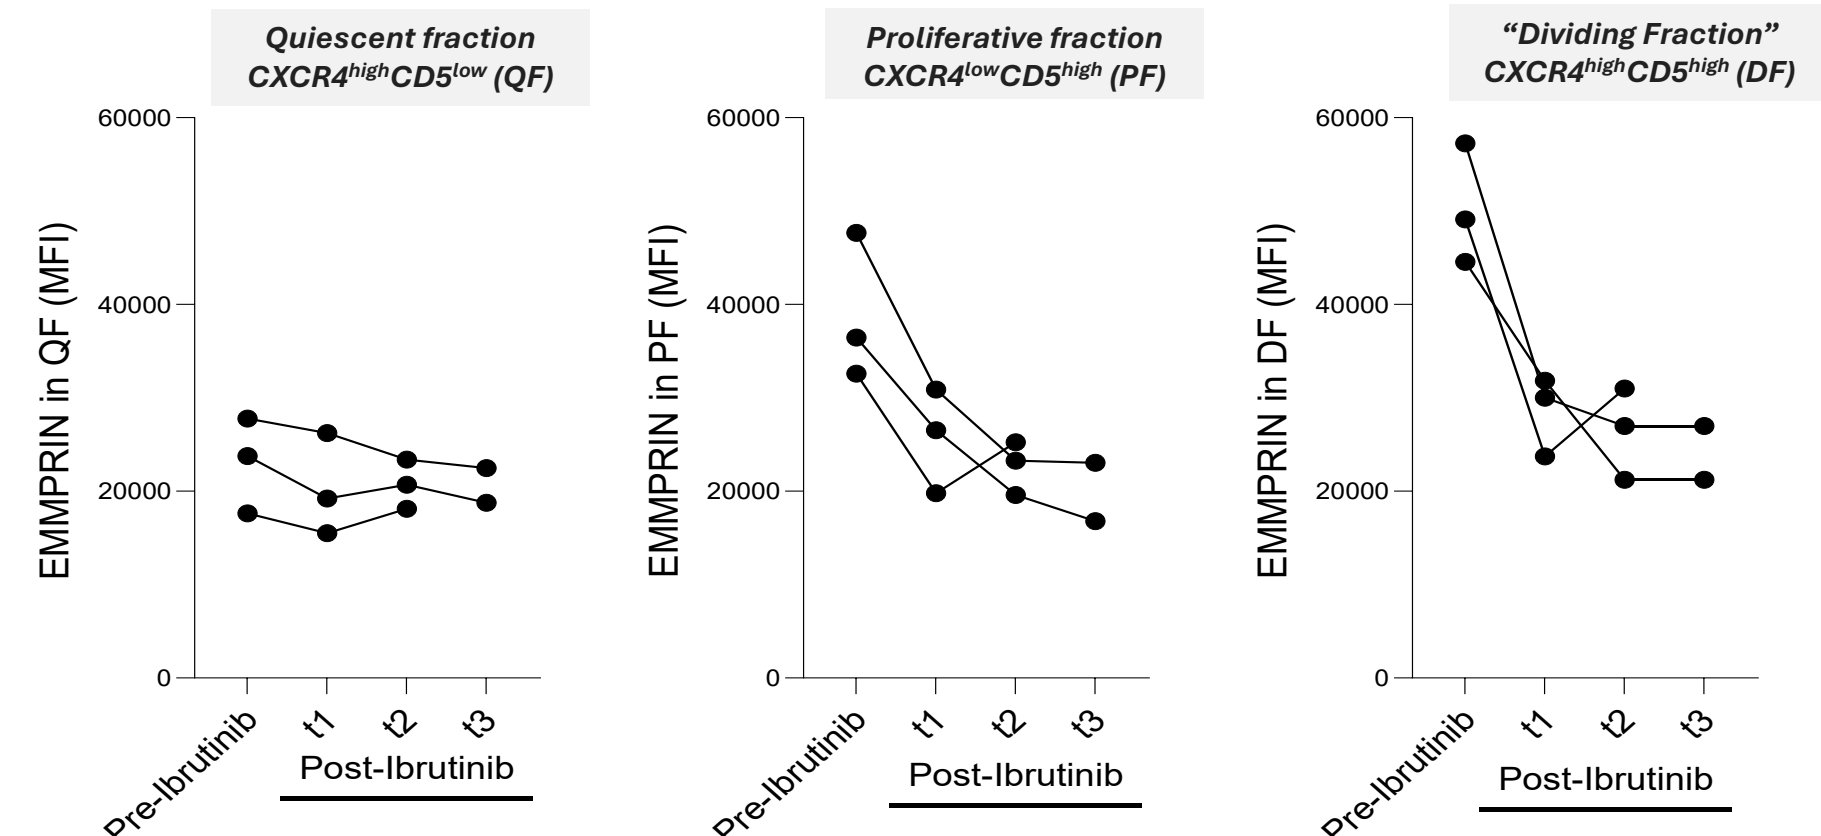 Quiescent fraction
CXCR4highCD5low (QF)
60000
40000
20000
0
EMMPRIN in QF (MFI)
Pre-Ibrutinib
t1
t2
t3
Post-Ibrutinib
Proliferative fraction
CXCR4lowCD5high (PF)
60000
40000
20000
0
EMMPRIN in PF (MFI)
Pre-Ibrutinib
t1
t2
t3
Post-Ibrutinib
“Dividing Fraction”
CXCR4highCD5high (DF)
60000
40000
20000
0
EMMPRIN in DF (MFI)
Pre-Ibrutinib
t1
t2
t3
Post-Ibrutinib